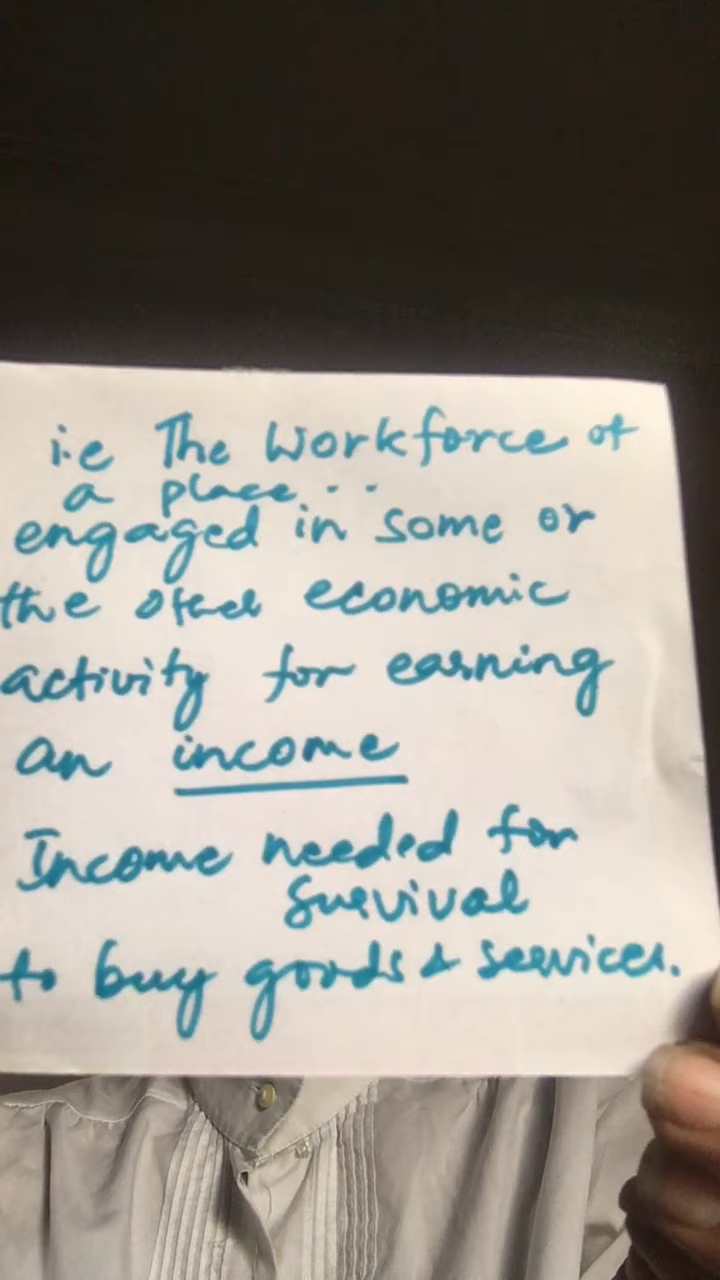 i.e The Workforce of
a place...
engaged in some or
the other economic
activity for earning
an income
Income needed for
survival
to buy goods & services.